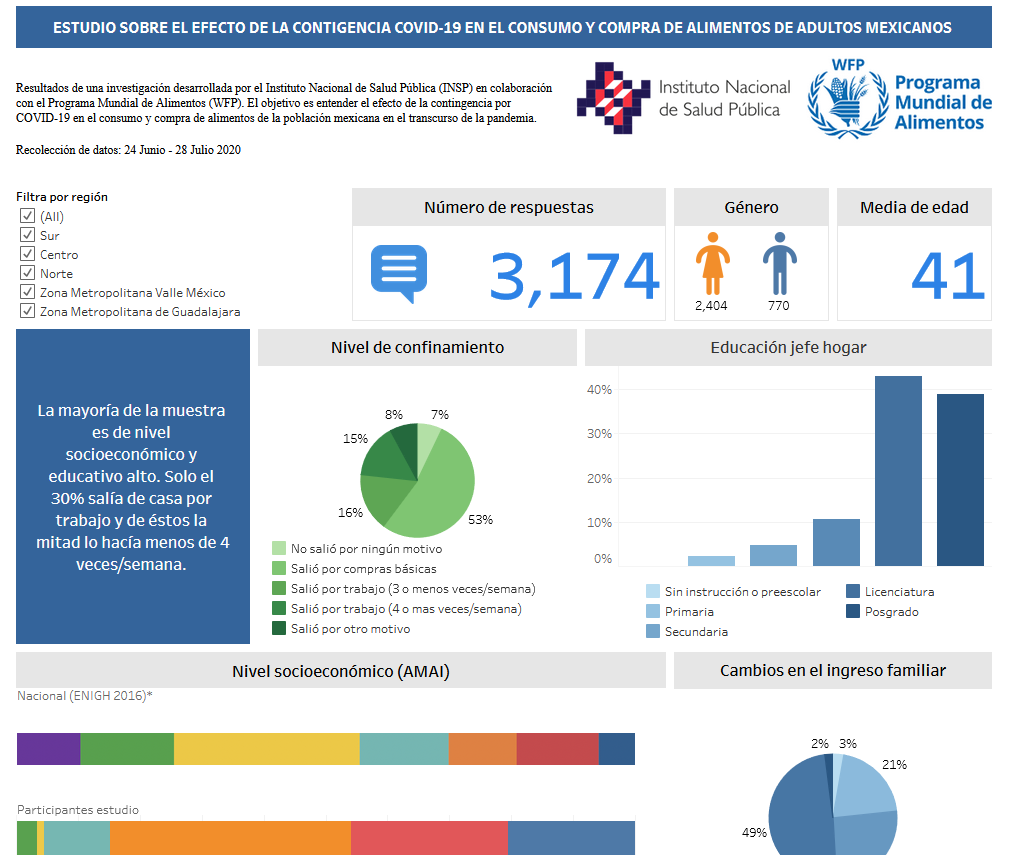 ESTUDIO SOBRE EL EFECTO DE LA CONTIGENCIA COVID-19 EN EL CONSUMO Y COMPRA DE ALIMENTOS DE ADULTOS MEXICANOS
Resultados de una investigación desarrollada por el Instituto Nacional de Salud Pública (INSP) en colaboración
con el Programa Mundial de Alimentos (WFP). El objetivo es entender el efecto de la contingencia por
COVID-19 en el consumo y compra de alimentos de la población mexicana en el transcurso de la pandemia.
Recolección de datos: 24 Junio - 28 Julio 2020
Instituto Nacional
de Salud Pública
WFP
Programa
Mundial de
Alimentos
Filtra por región
(All)
Sur
Centro
Norte
Zona Metropolitana Valle México
Zona Metropolitana de Guadalajara
Número de respuestas
3,174
Género
2,404
770
Media de edad
41
La mayoría de la muestra
es de nivel
socioeconómico y
educativo alto. Solo el
30% salía de casa por
trabajo y de éstos la
mitad lo hacía menos de 4
veces/semana.
Nivel de confinamiento
8%
7%
15%
16%
53%
No salió por ningún motivo
Salió por compras básicas
Salió por trabajo (3 o menos veces/semana)
Salió por trabajo (4 o mas veces/semana)
Salió por otro motivo
Educación jefe hogar
40%
30%
20%
10%
0%
Sin instrucción o preescolar
Primaria
Secundaria
Licenciatura
Posgrado
Nivel socioeconómico (AMAI)
Nacional (ENIGH 2016)*
Participantes estudio
Cambios en el ingreso familiar
2%
3%
21%
49%